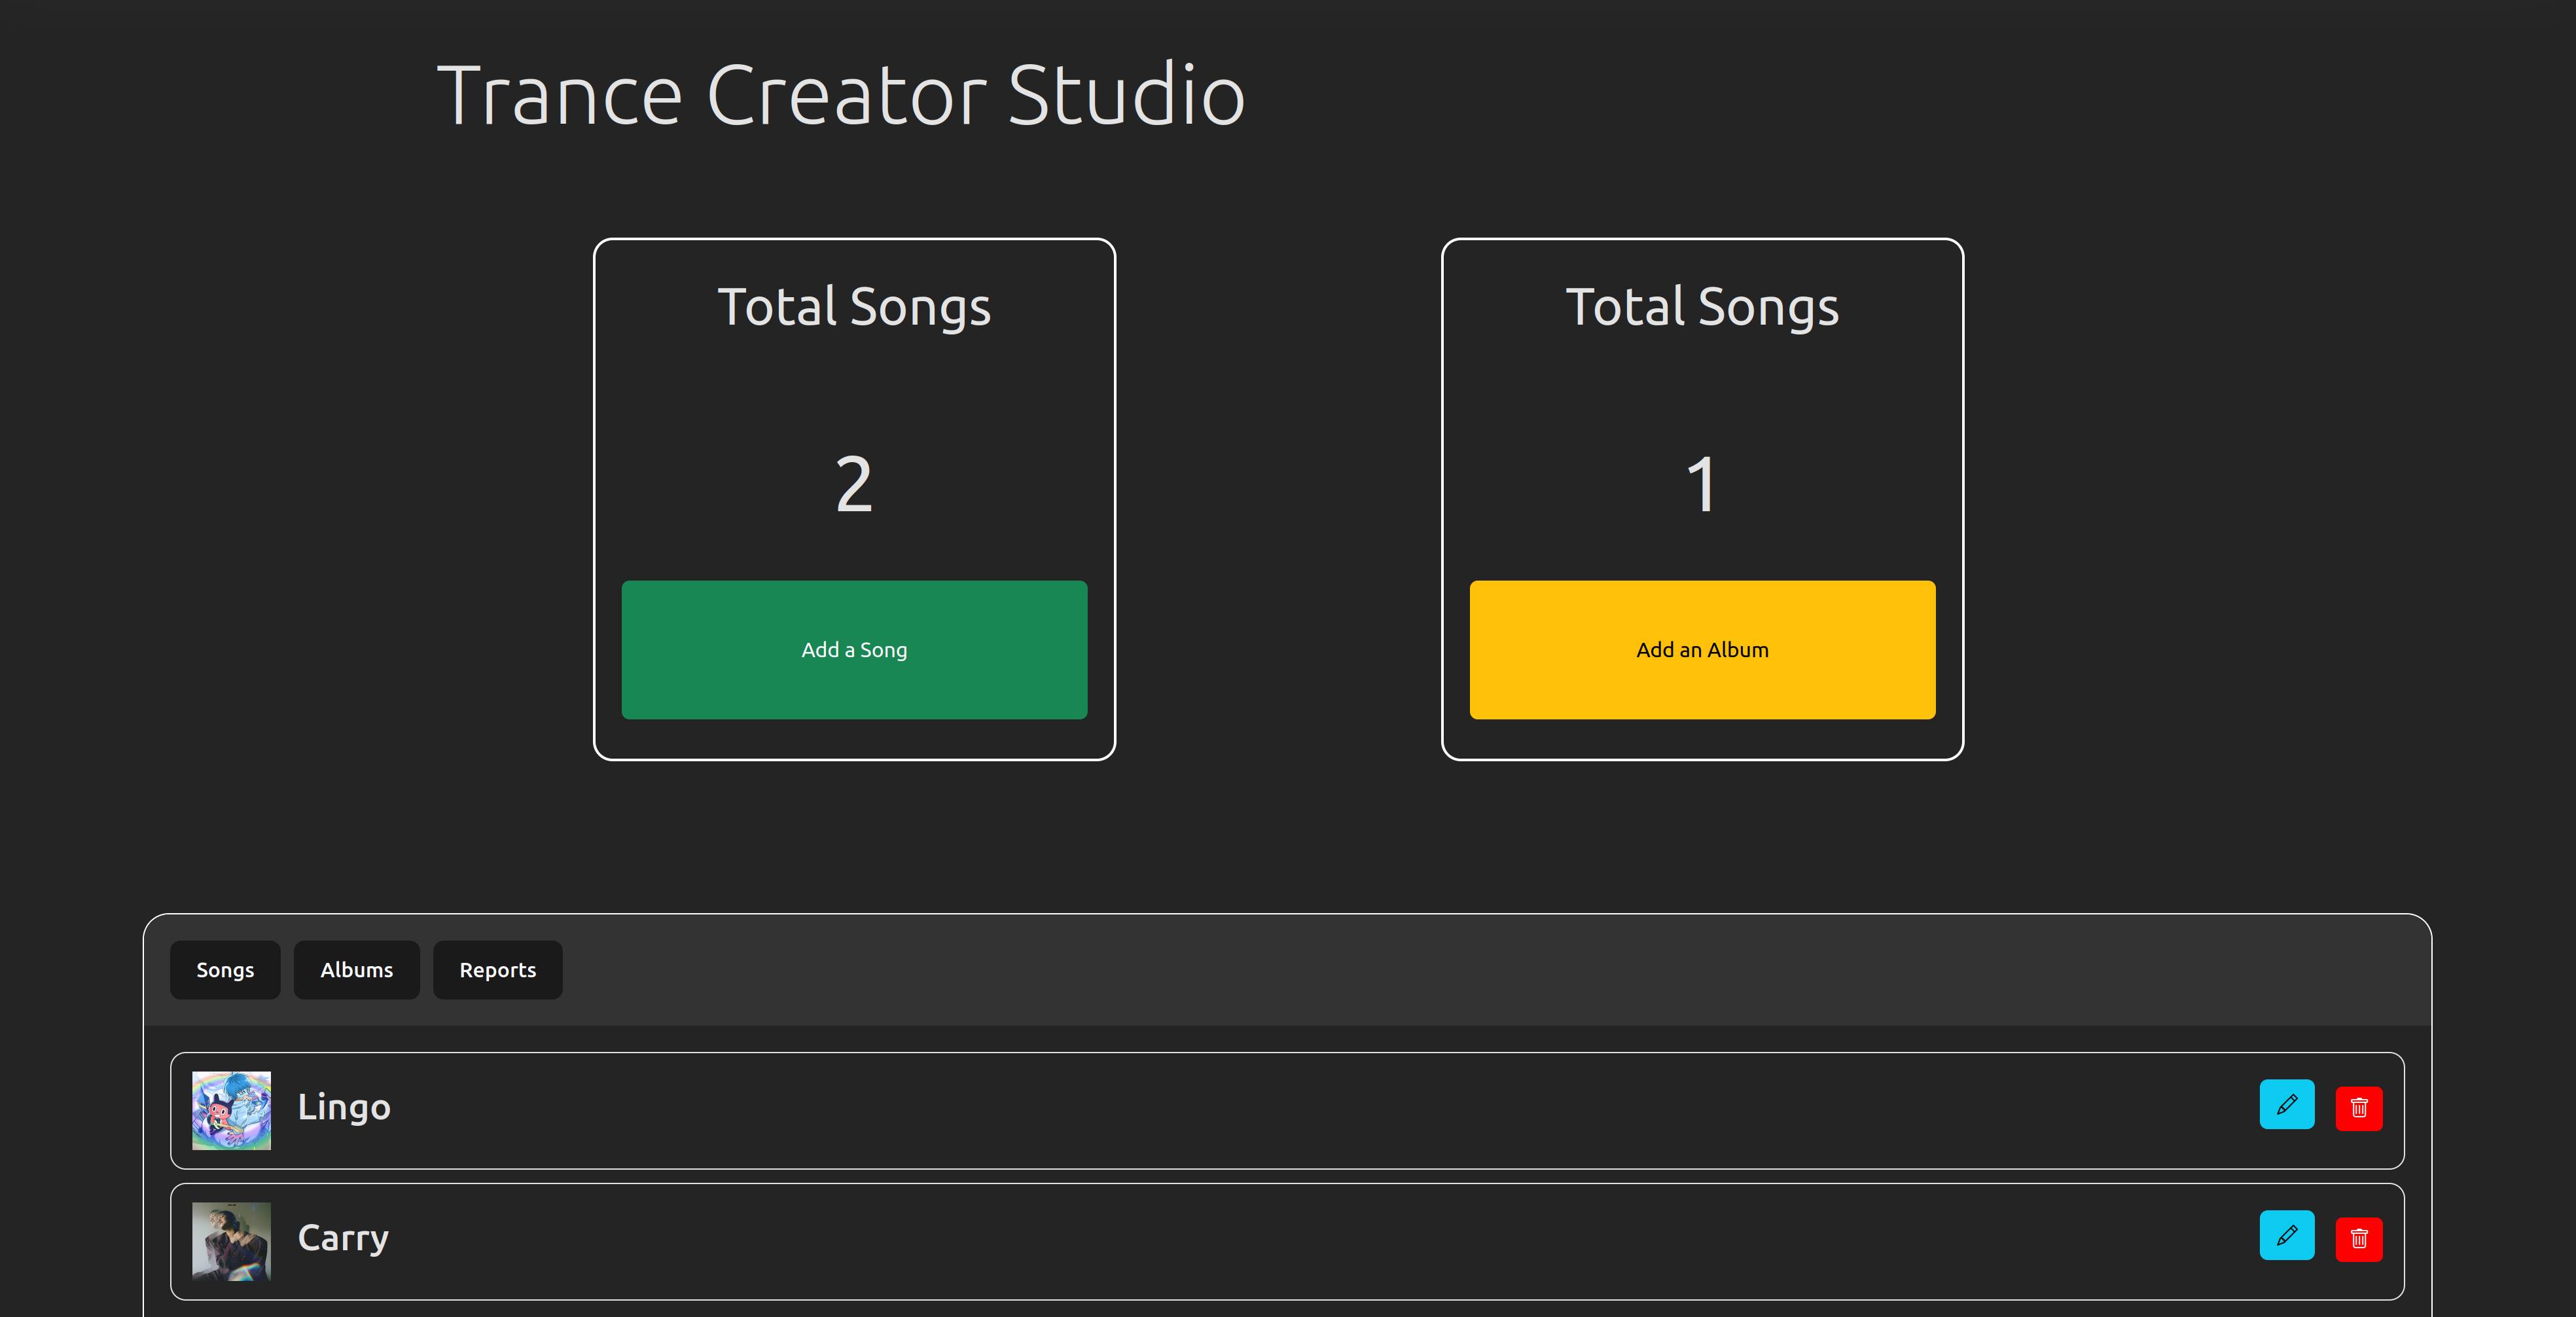 Trance Creator Studio
Total Songs
2
Add a Song
Total Songs
1
Add an Album
Songs Albums Reports
Lingo
Carry